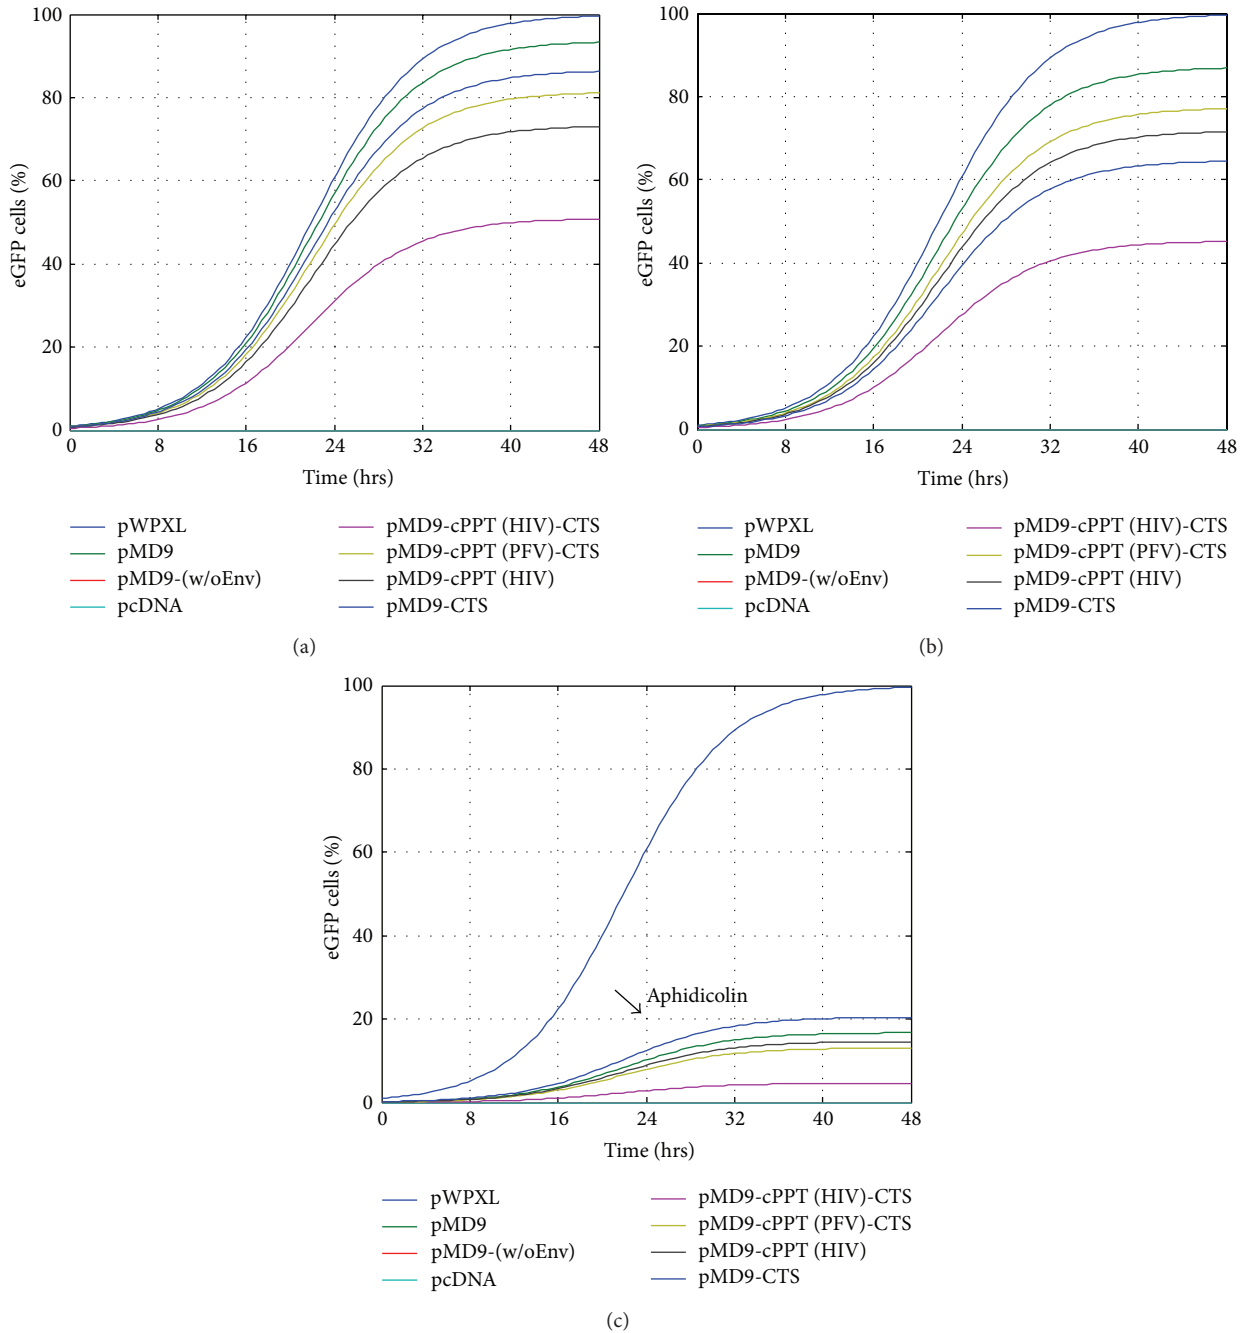 100
80
60
40
20
0
eGFP cells (%)
0 8 16 24 32 40 48
Time (hrs)
pWPXL
pMD9
pMD9-(w/oEnv)
pcDNA
pMD9-cPPT (HIV)-CTS
pMD9-cPPT (PFV)-CTS
pMD9-cPPT (HIV)
pMD9-CTS
(a)
100
80
60
40
20
0
eGFP cells (%)
0 8 16 24 32 40 48
Time (hrs)
pWPXL
pMD9
pMD9-(w/oEnv)
pcDNA
pMD9-cPPT (HIV)-CTS
pMD9-cPPT (PFV)-CTS
pMD9-cPPT (HIV)
pMD9-CTS
(b)
100
80
60
40
20
0
eGFP cells (%)
Aphidicolin
0 8 16 24 32 40 48
Time (hrs)
pWPXL
pMD9
pMD9-(w/oEnv)
pcDNA
pMD9-cPPT (HIV)-CTS
pMD9-cPPT (PFV)-CTS
pMD9-cPPT (HIV)
pMD9-CTS
(c)